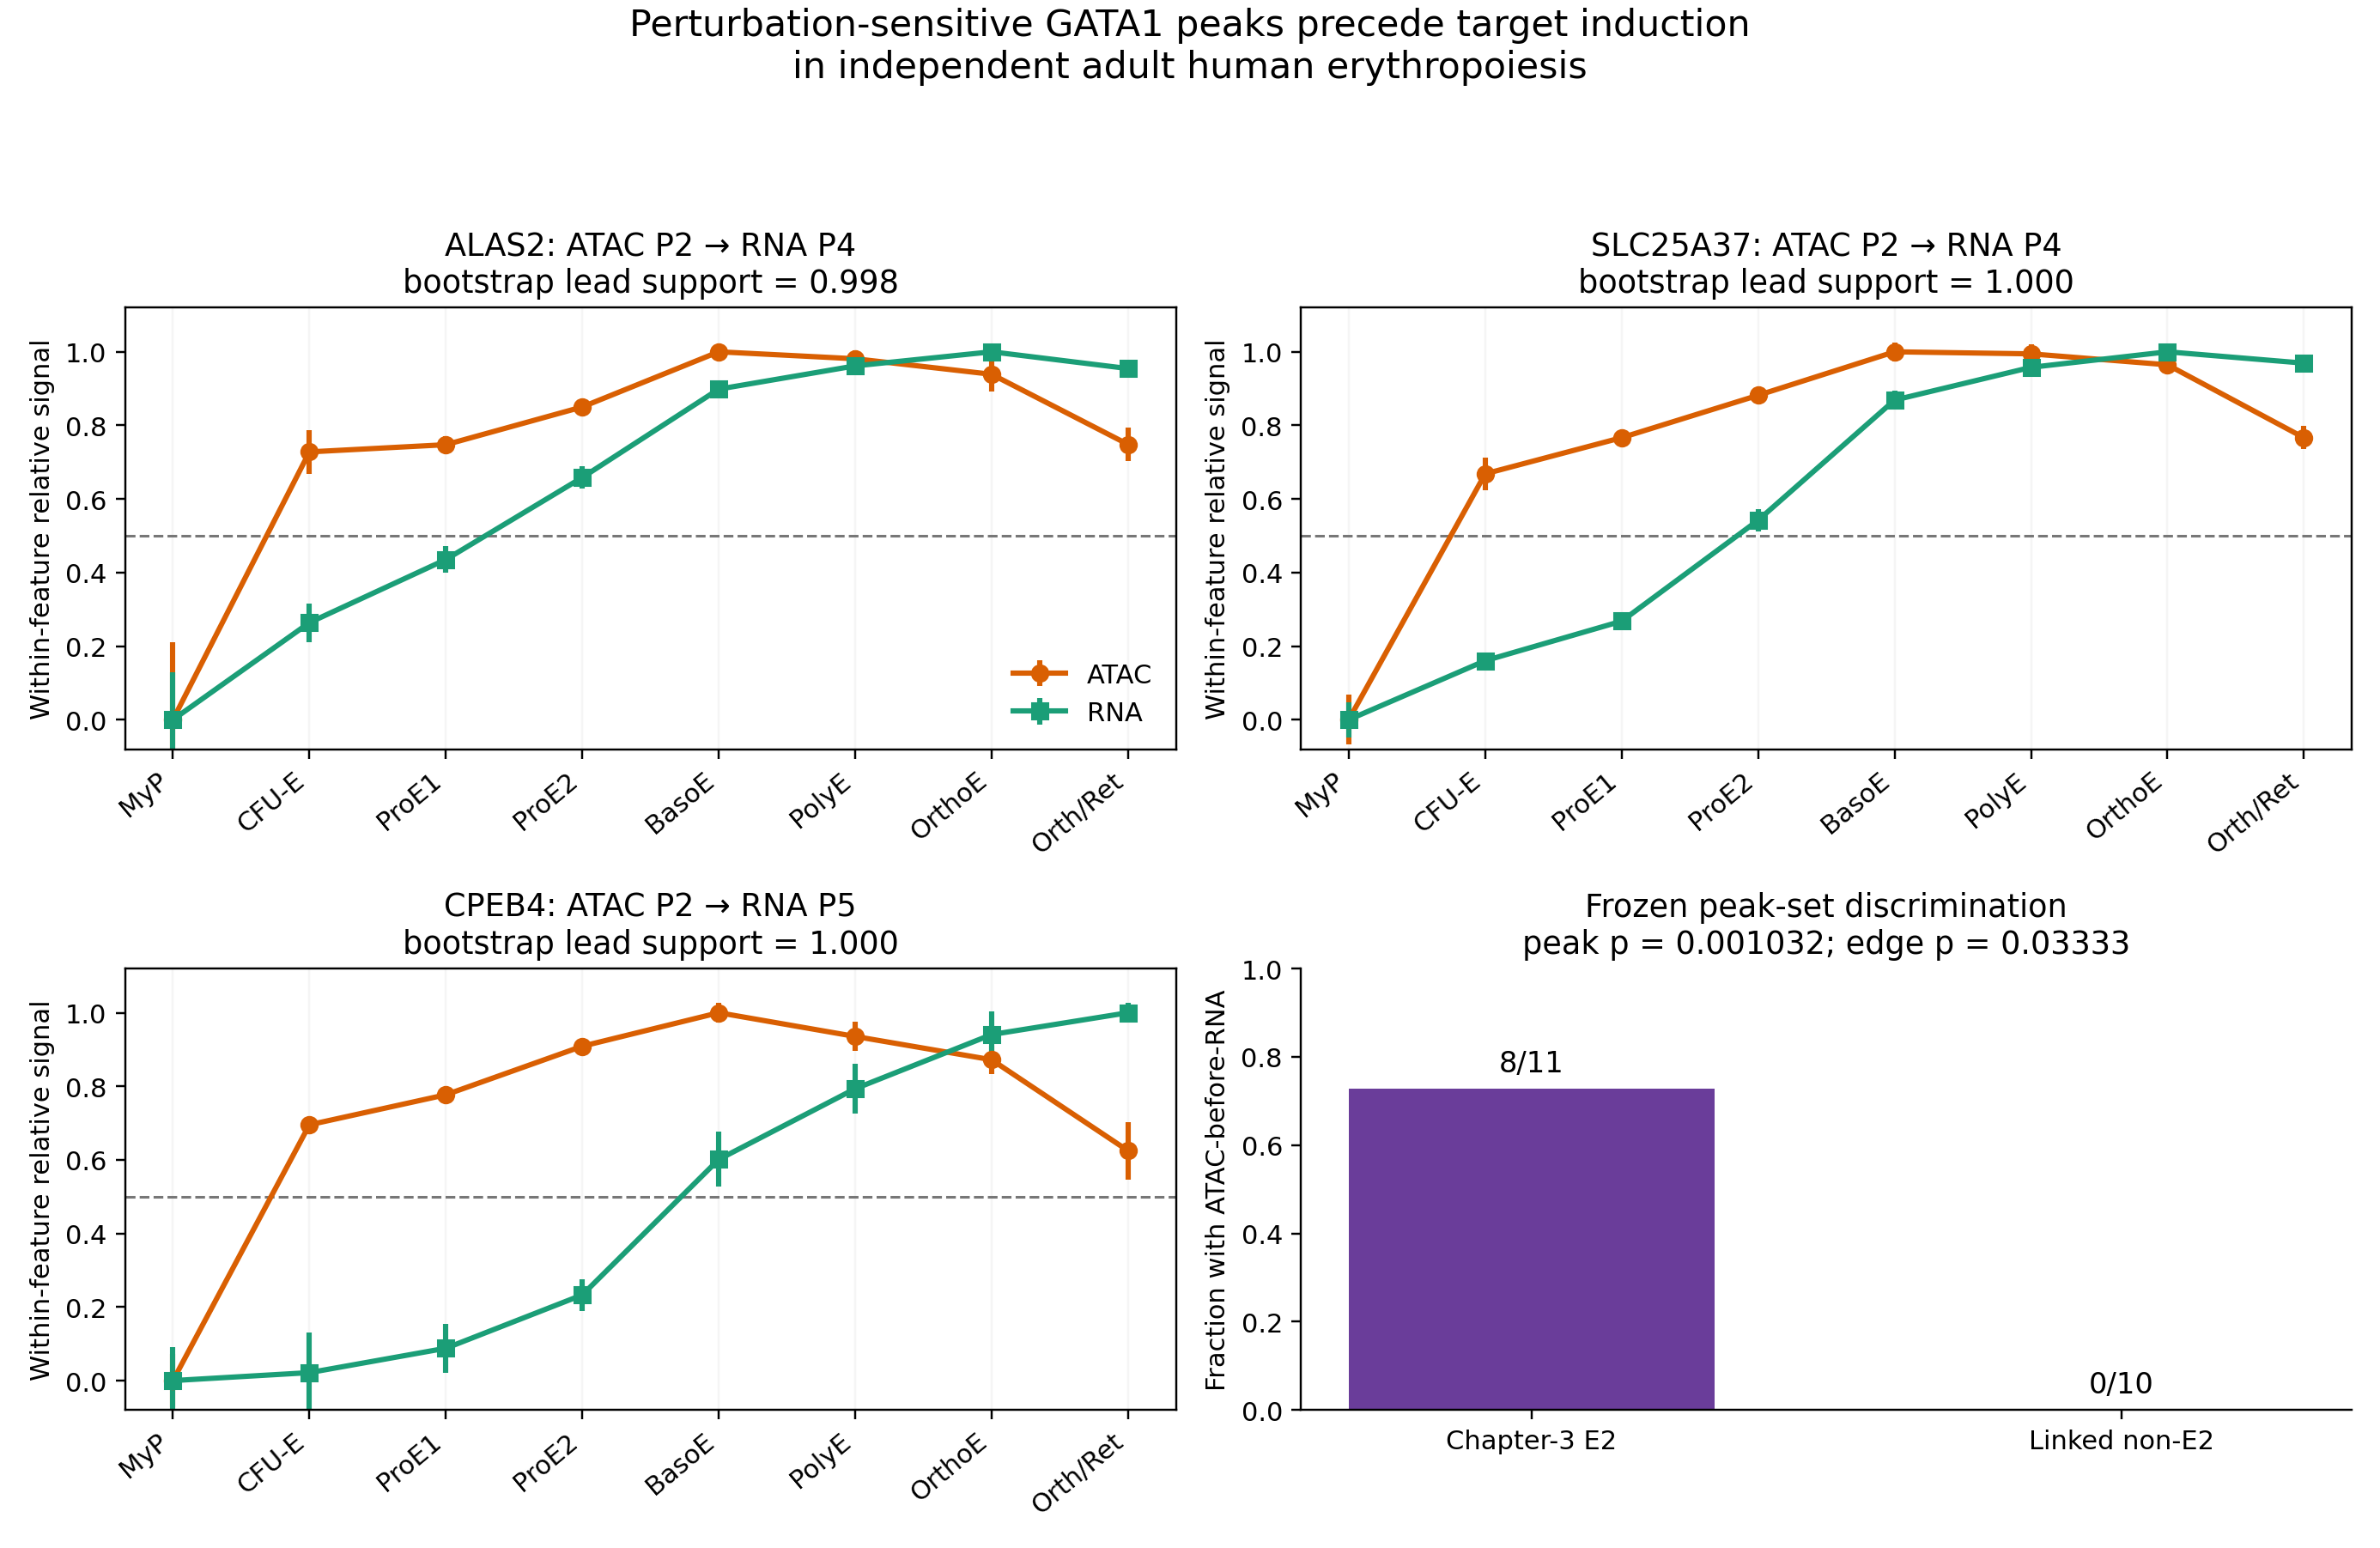 Perturbation-sensitive GATA1 peaks precede target induction
in independent adult human erythropoiesis
ALAS2: ATAC P2 → RNA P4
bootstrap lead support = 0.998
Within-feature relative signal
1.0
0.8
0.6
0.4
0.2
0.0
ATAC
RNA
MyP
CFU-E
ProE1
ProE2
BasoE
PolyE
OrthoE
Orth/Ret
SLC25A37: ATAC P2 → RNA P4
bootstrap lead support = 1.000
Within-feature relative signal
1.0
0.8
0.6
0.4
0.2
0.0
MyP
CFU-E
ProE1
ProE2
BasoE
PolyE
OrthoE
Orth/Ret
CPEB4: ATAC P2 → RNA P5
bootstrap lead support = 1.000
Within-feature relative signal
1.0
0.8
0.6
0.4
0.2
0.0
MyP
CFU-E
ProE1
ProE2
BasoE
PolyE
OrthoE
Orth/Ret
Frozen peak-set discrimination
peak p = 0.001032; edge p = 0.03333
Fraction with ATAC-before-RNA
1.0
0.8
0.6
0.4
0.2
0.0
8/11
0/10
Chapter-3 E2
Linked non-E2